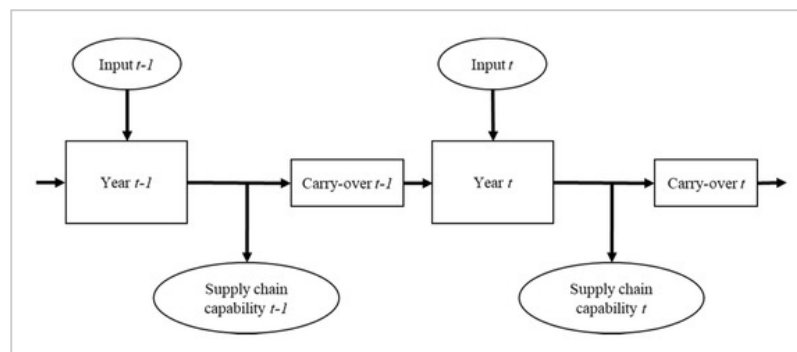 Input t-1
Input t
Year t-1
Carry-over t-1
Year t
Carry-over t
Supply chain
capability t-1
Supply chain
capability t